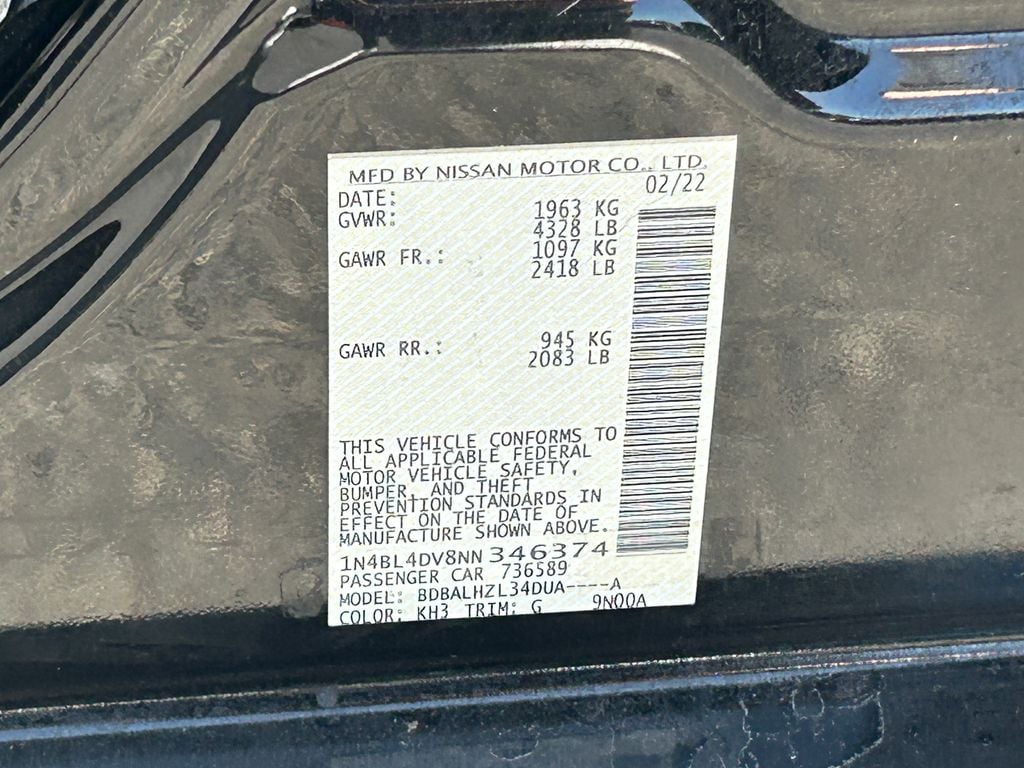 MFD BY NISSAN MOTOR CO., LTD.
DATE: 02/22
GVWR: 1963 KG
4328 LB
GAWR FR.: 1097 KG
2418 LB
GAWR RR.: 945 KG
2083 LB
THIS VEHICLE CONFORMS TO
ALL APPLICABLE FEDERAL
MOTOR VEHICLE SAFETY,
BUMPER, AND THEFT
PREVENTION STANDARDS IN
EFFECT ON THE DATE OF
MANUFACTURE SHOWN ABOVE.
1N4BL4DV8NN346374
PASSENGER CAR 736589
MODEL: BDBALHZL34DUA----A
COLOR: KH3 TRIM: G 9N00A